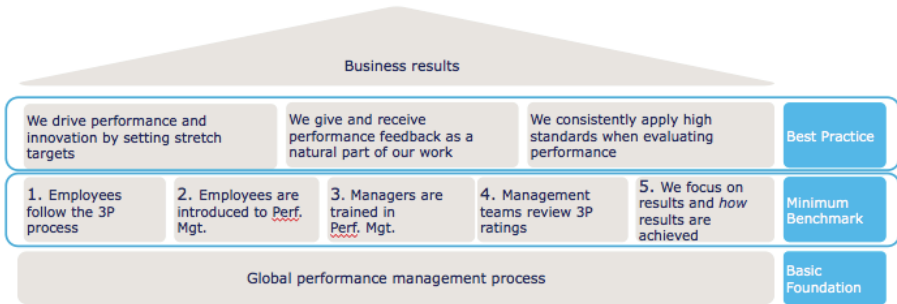 Business results
We drive performance and
innovation by setting stretch
targets
We give and receive
performance feedback as a
natural part of our work
We consistently apply high
standards when evaluating
performance
Best Practice
1. Employees
follow the 3P
process
2. Employees are
introduced to Perf.
Mgt.
3. Managers are
trained in
Perf. Mgt.
4. Management
teams review 3P
ratings
5. We focus on
results and how
results are
achieved
Minimum
Benchmark
Global performance management process
Basic
Foundation